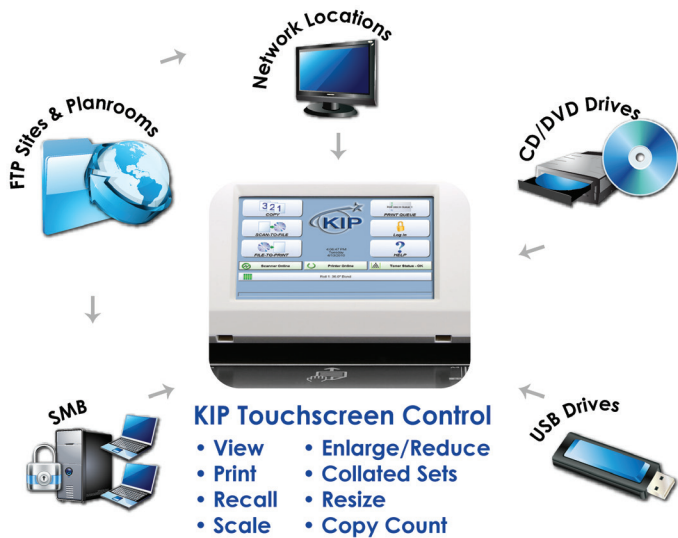 Network Locations
FTP Sites & Planrooms
CD/DVD Drives
321
COPY
PRINT QUEUE
KIP
SCAN-TO-FILE
Log In
FILE-TO-PRINT
?
HELP
Scanner Online
Printer Online
Toner Status - OK
SMB
USB Drives
KIP Touchscreen Control
• View
• Enlarge/Reduce
• Print
• Collated Sets
• Recall
• Resize
• Scale
• Copy Count